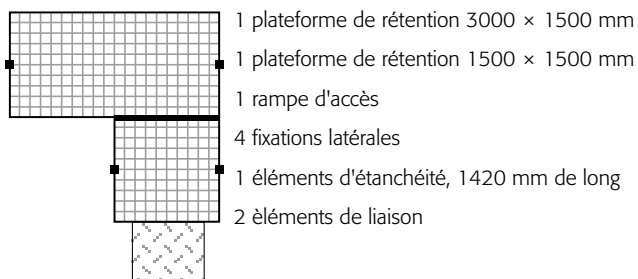 1 plateforme de rétention 3000 × 1500 mm
1 plateforme de rétention 1500 × 1500 mm
1 rampe d'accès
4 fixations latérales
1 éléments d'étanchéité, 1420 mm de long
2 èléments de liaison